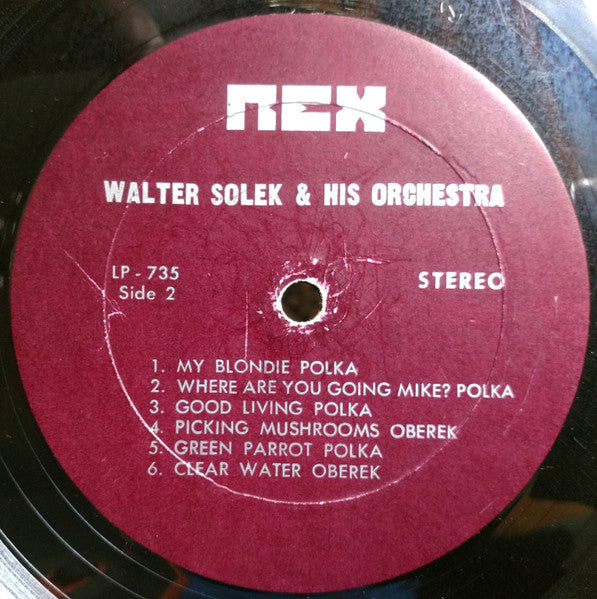 NEX
WALTER SOLEK & HIS ORCHESTRA
LP - 735
Side 2
STEREO
1. MY BLONDIE POLKA
2. WHERE ARE YOU GOING MIKE? POLKA
3. GOOD LIVING POLKA
4. PICKING MUSHROOMS OBEREK
5. GREEN PARROT POLKA
6. CLEAR WATER OBEREK